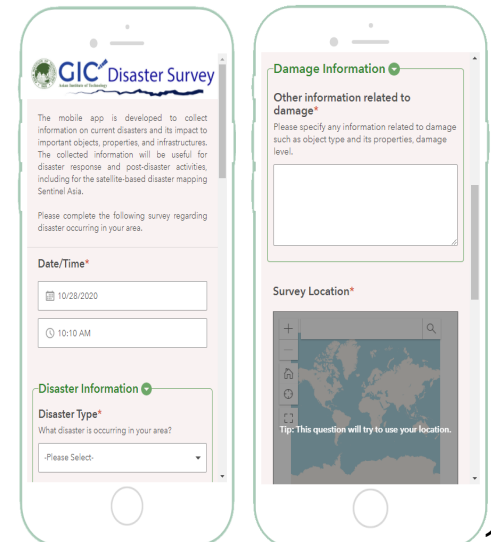 GIC Disaster Survey
Asian Institute of Technology
The mobile app is developed to collect
information on current disasters and its impact to
important objects, properties, and infrastructures.
The collected information will be useful for
disaster response and post-disaster activities,
including for the satellite-based disaster mapping
Sentinel Asia.
Please complete the following survey regarding
disaster occurring in your area.
Date/Time*
10/28/2020
10:10 AM
Disaster Information
Disaster Type*
What disaster is occurring in your area?
-Please Select-
Damage Information
Other information related to
damage*
Please specify any information related to damage
such as object type and its properties, damage
level.
Survey Location*
Tip: This question will try to use your location.